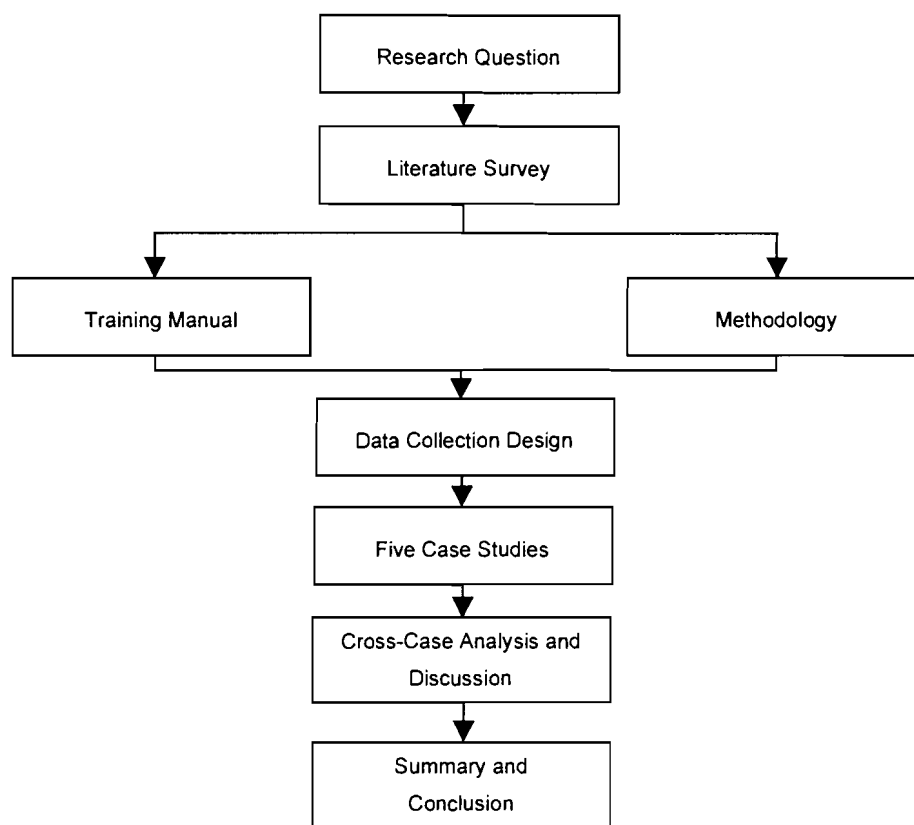 Research Question
Literature Survey
Training Manual
Methodology
Data Collection Design
Five Case Studies
Cross-Case Analysis and
Discussion
Summary and
Conclusion